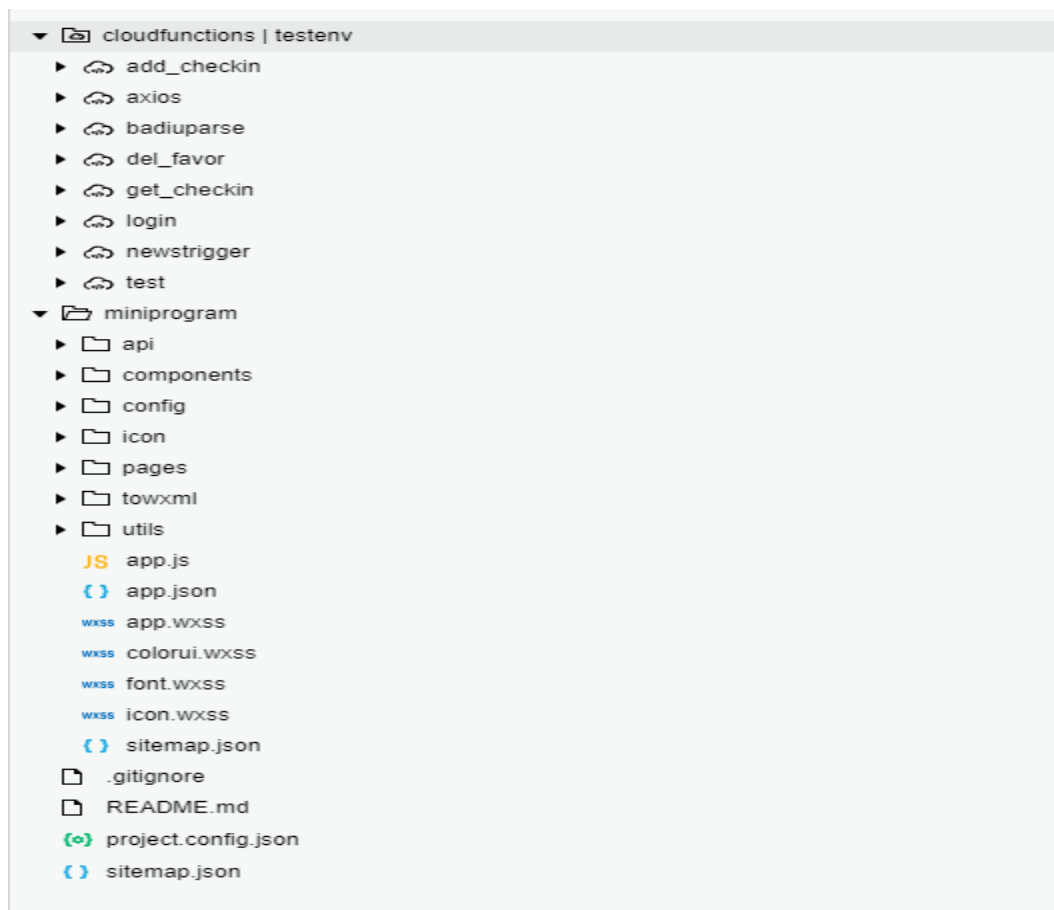 cloudfunctions | testenv
add_checkin
axios
badiuparse
del_favor
get_checkin
login
newstrigger
test
miniprogram
api
components
config
icon
pages
towxml
utils
JS app.js
{ } app.json
wxss app.wxss
wxss colorui.wxss
wxss font.wxss
wxss icon.wxss
{ } sitemap.json
.gitignore
README.md
{o} project.config.json
{ } sitemap.json